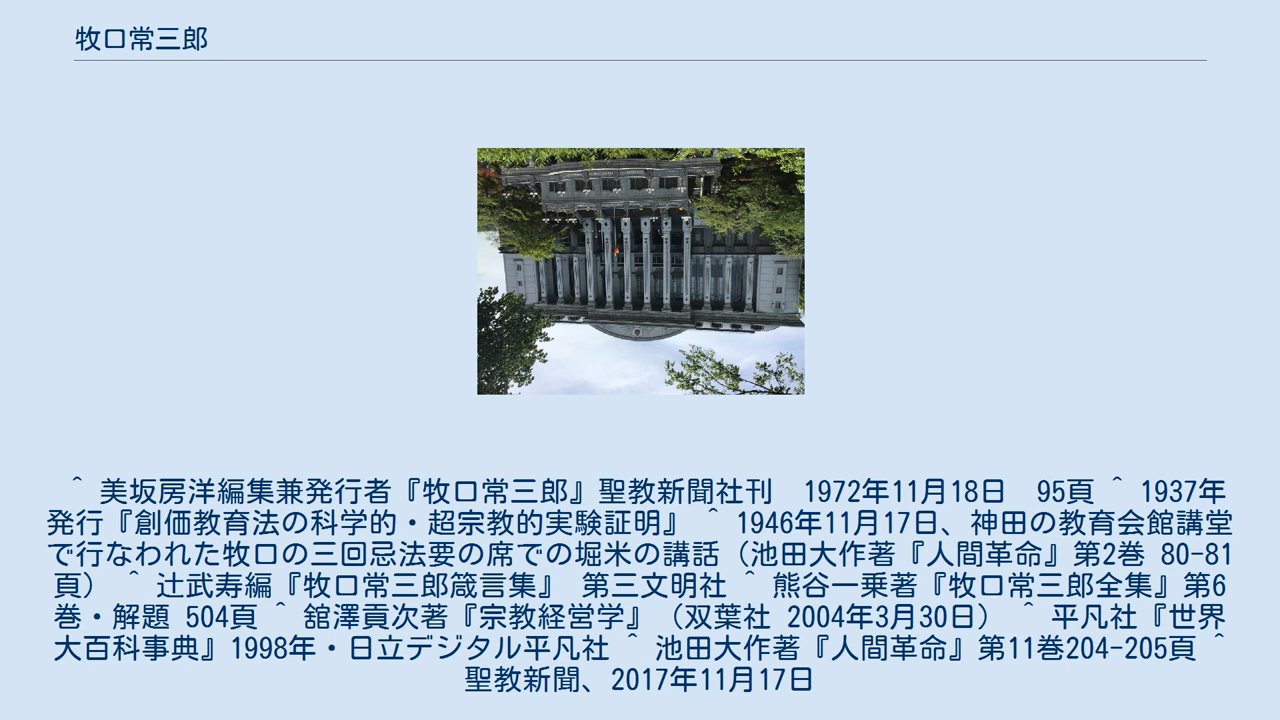 牧口常三郎
^ 美坂房洋編集兼発行者『牧口常三郎』聖教新聞社刊　1972年11月18日　95頁 ^ 1937年
発行『創価教育法の科学的・超宗教的実験証明』 ^ 1946年11月17日、神田の教育会館講堂
で行なわれた牧口の三回忌法要の席での堀米の講話（池田大作著『人間革命』第2巻 80-81
頁） ^ 辻武寿編『牧口常三郎箴言集』 第三文明社 ^ 熊谷一乗著『牧口常三郎全集』第6
巻・解題 504頁 ^ 舘澤貢次著『宗教経営学』（双葉社 2004年3月30日） ^ 平凡社『世界
大百科事典』1998年・日立デジタル平凡社 ^ 池田大作著『人間革命』第11巻204-205頁 ^
聖教新聞、2017年11月17日